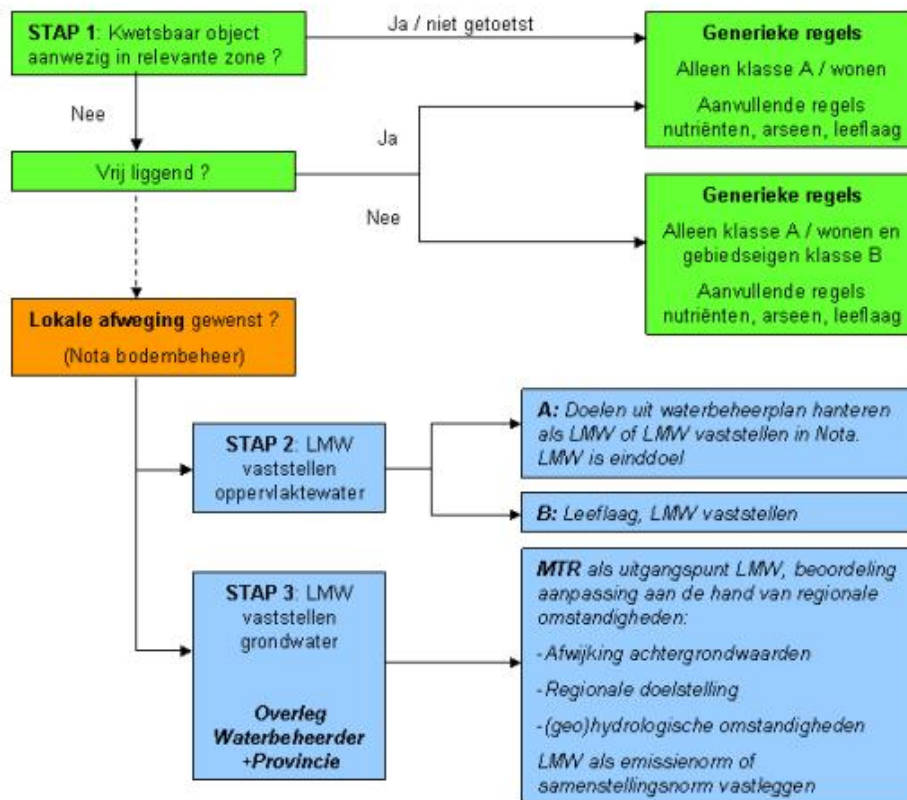 STAP 1: Kwetsbaar object
aanwezig in relevante zone ?
Ja / niet getoetst
Generieke regels
Alleen klasse A / wonen
Aanvullende regels
nutriënten, arseen, leeflaag
Nee
Ja
Vrij liggend ?
Nee
Generieke regels
Alleen klasse A / wonen en
gebiedseigen klasse B
Aanvullende regels
nutriënten, arseen, leeflaag
Lokale afweging gewenst ?
(Nota bodembeheer)
STAP 2: LMW
vaststellen
oppervlaktewater
A: Doelen uit waterbeheerplan hanteren
als LMW of LMW vaststellen in Nota.
LMW is einddoel
B: Leeflaag, LMW vaststellen
STAP 3: LMW
vaststellen
grondwater
Overleg
Waterbeheerder
+Provincie
MTR als uitgangspunt LMW, beoordeling
aanpassing aan de hand van regionale
omstandigheden:
-Afwijking achtergrondwaarden
-Regionale doelstelling
-(geo)hydrologische omstandigheden
LMW als emissienorm of
samenstellingsnorm vastleggen